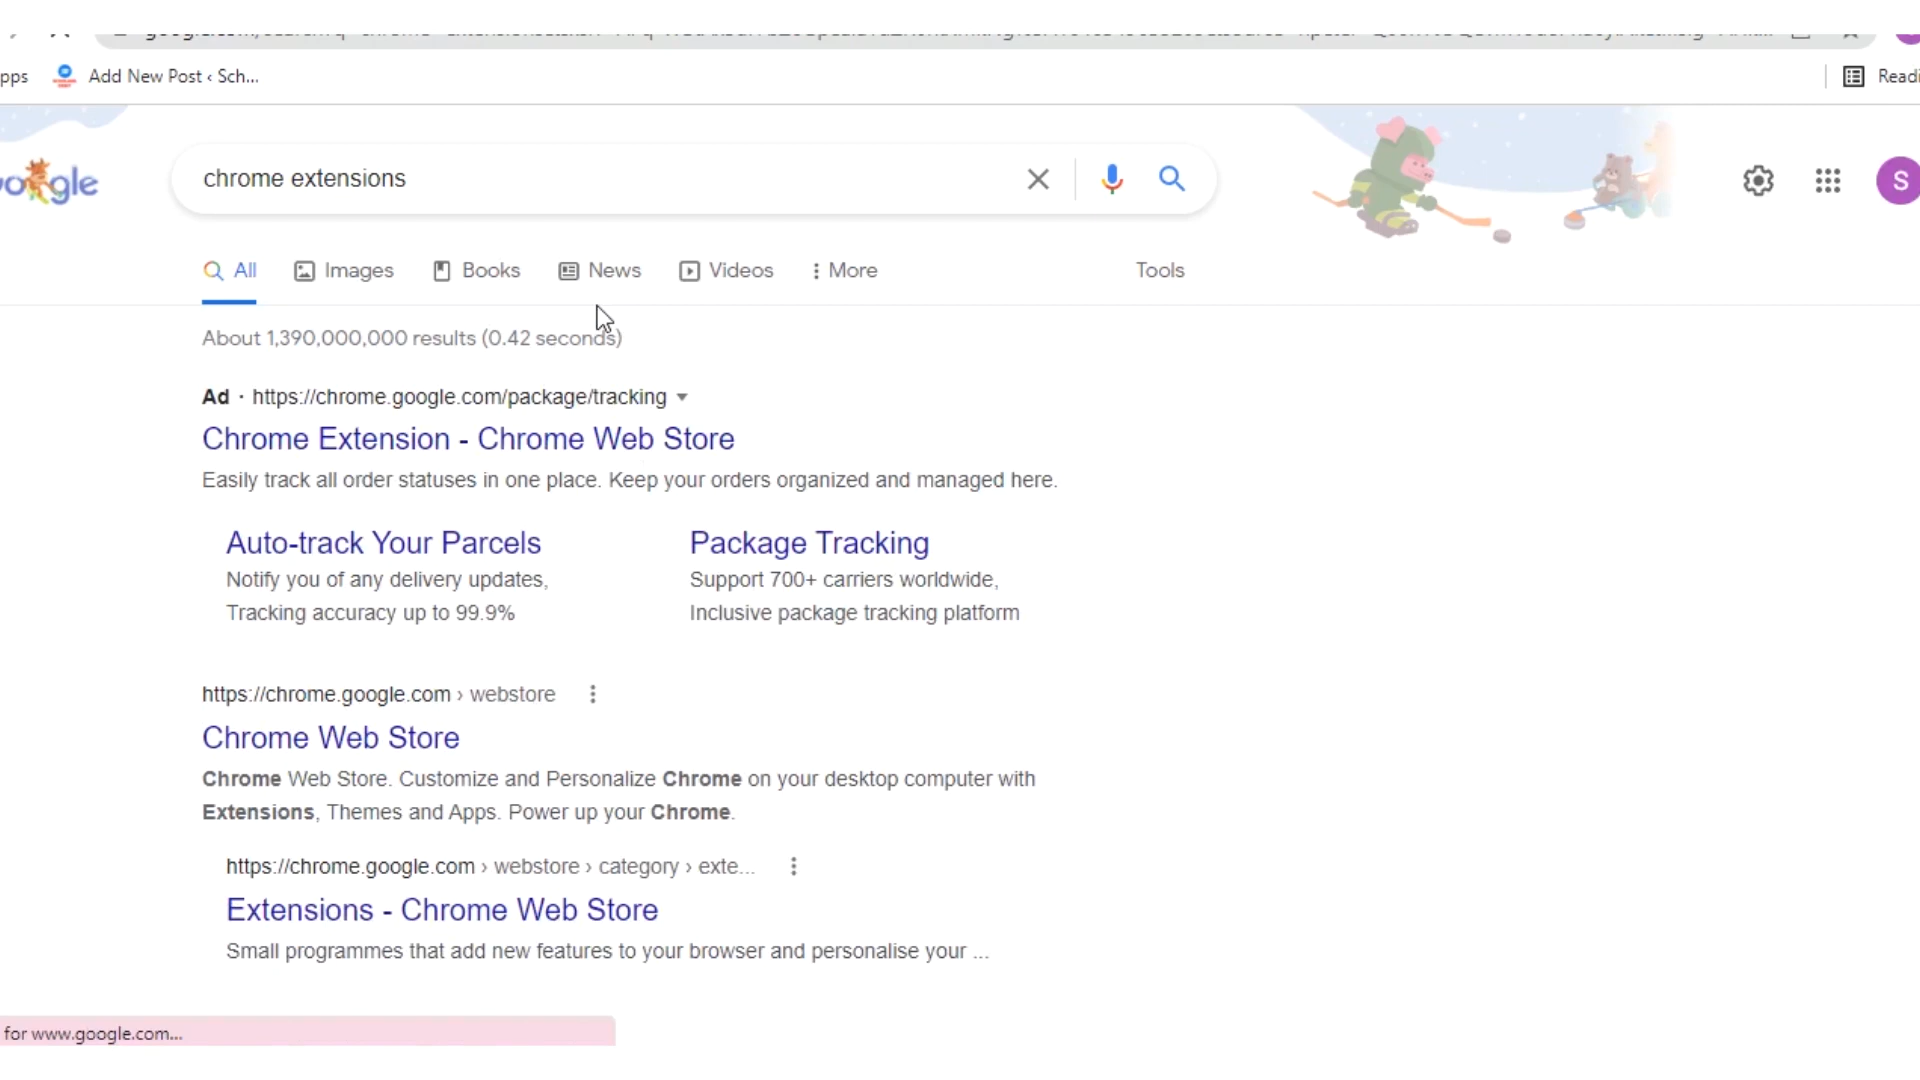 pps Add New Post ‹ Sch... Readi
chrome extensions
S
All Images Books News Videos More Tools
About 1,390,000,000 results (0.42 seconds)
Ad · https://chrome.google.com/package/tracking
Chrome Extension - Chrome Web Store
Easily track all order statuses in one place. Keep your orders organized and managed here.
Auto-track Your Parcels
Notify you of any delivery updates,
Tracking accuracy up to 99.9%
Package Tracking
Support 700+ carriers worldwide,
Inclusive package tracking platform
https://chrome.google.com › webstore
Chrome Web Store
Chrome Web Store. Customize and Personalize Chrome on your desktop computer with
Extensions, Themes and Apps. Power up your Chrome.
https://chrome.google.com › webstore › category › exte...
Extensions - Chrome Web Store
Small programmes that add new features to your browser and personalise your ...
for www.google.com...